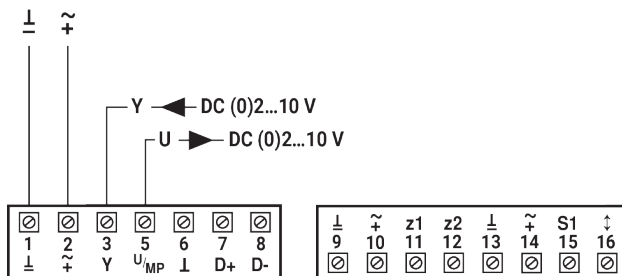 ⊥ ~
– +
Y DC (0)2...10 V
U DC (0)2...10 V
1 2 3 5 6 7 8
⊥ ~ Y U/MP ⊥ D+ D-
– +
⊥ ~ z1 z2 ⊥ ~ S1 ↕
– + – +
9 10 11 12 13 14 15 16